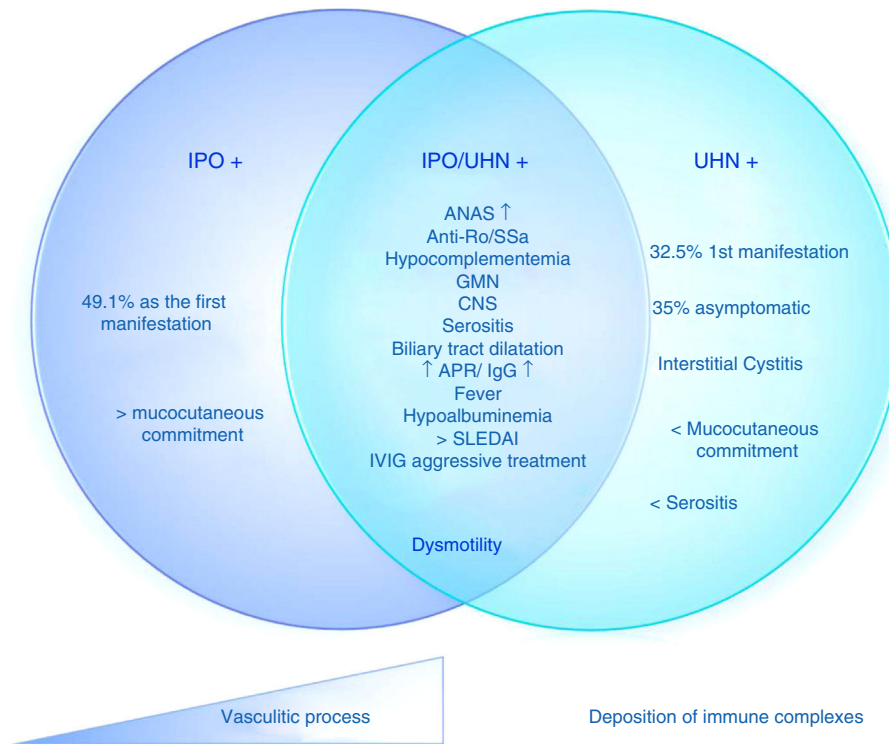 IPO +
49.1% as the first
manifestation
> mucocutaneous
commitment
IPO/UHN +
ANAS ↑
Anti-Ro/SSa
Hypocomplementemia
GMN
CNS
Serositis
Biliary tract dilatation
↑ APR/ IgG ↑
Fever
Hypoalbuminemia
> SLEDAI
IVIG aggressive treatment
Dysmotility
UHN +
32.5% 1st manifestation
35% asymptomatic
Interstitial Cystitis
< Mucocutaneous
commitment
< Serositis
Vasculitic process
Deposition of immune complexes